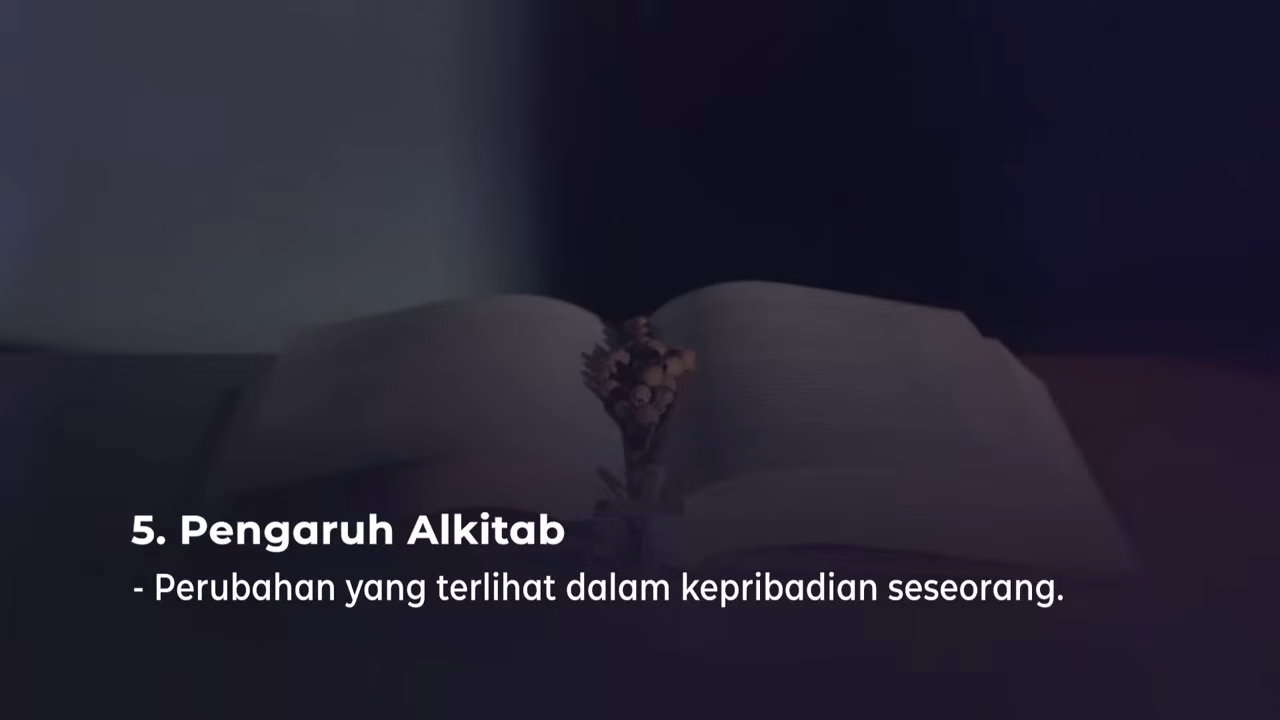 5. Pengaruh Alkitab
- Perubahan yang terlihat dalam kepribadian seseorang.